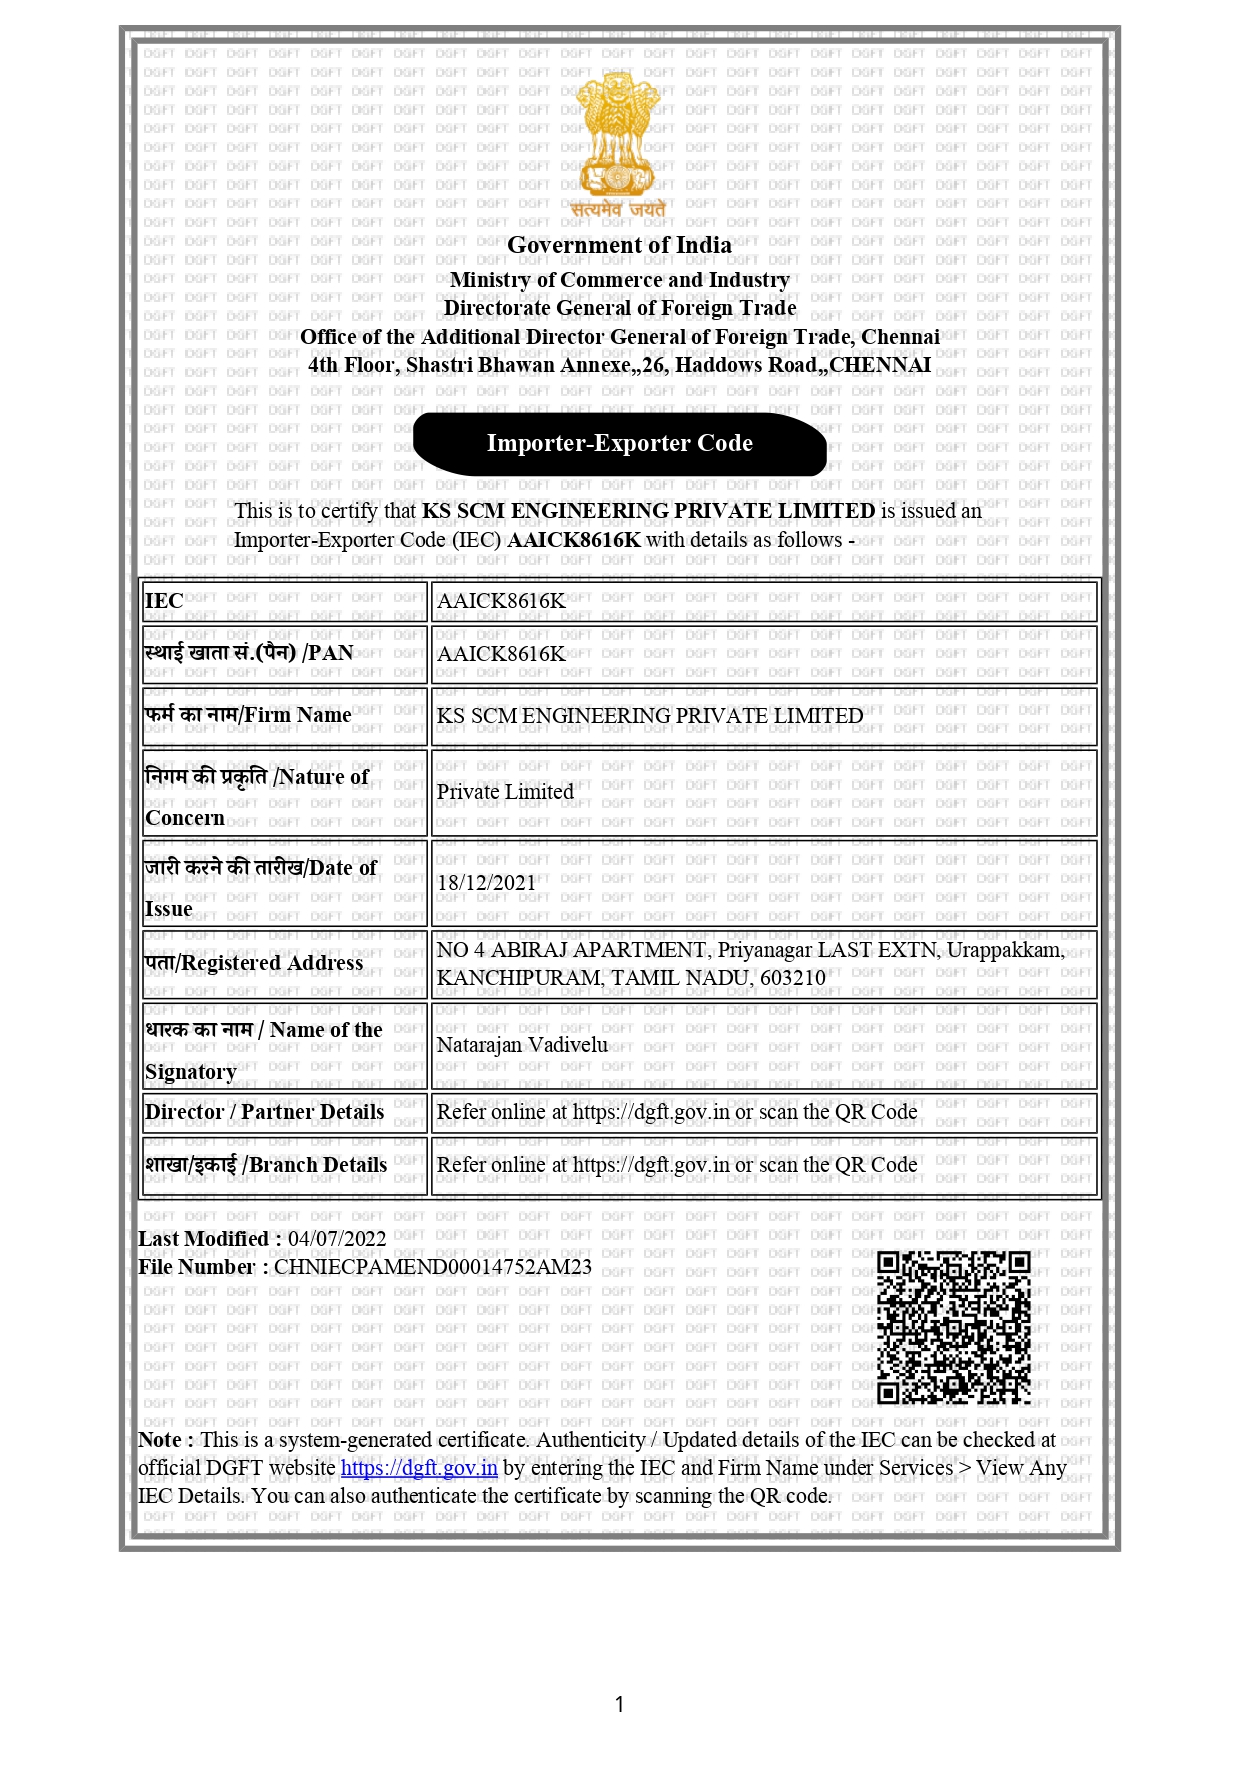 सत्यमेव जयते
Government of India
Ministry of Commerce and Industry
Directorate General of Foreign Trade
Office of the Additional Director General of Foreign Trade, Chennai
4th Floor, Shastri Bhawan Annexe,,26, Haddows Road,,CHENNAI
Importer-Exporter Code
This is to certify that KS SCM ENGINEERING PRIVATE LIMITED is issued an
Importer-Exporter Code (IEC) AAICK8616K with details as follows -
IEC AAICK8616K
स्थाई खाता सं.(पैन) /PAN AAICK8616K
फर्म का नाम/Firm Name KS SCM ENGINEERING PRIVATE LIMITED
निगम की प्रकृति /Nature of
Concern
Private Limited
जारी करने की तारीख/Date of
Issue
18/12/2021
पता/Registered Address
NO 4 ABIRAJ APARTMENT, Priyanagar LAST EXTN, Urappakkam,
KANCHIPURAM, TAMIL NADU, 603210
धारक का नाम / Name of the
Signatory
Natarajan Vadivelu
Director / Partner Details Refer online at https://dgft.gov.in or scan the QR Code
शाखा/इकाई /Branch Details Refer online at https://dgft.gov.in or scan the QR Code
Last Modified : 04/07/2022
File Number : CHNIECPAMEND00014752AM23
Note : This is a system-generated certificate. Authenticity / Updated details of the IEC can be checked at
official DGFT website https://dgft.gov.in by entering the IEC and Firm Name under Services > View Any
IEC Details. You can also authenticate the certificate by scanning the QR code.
1